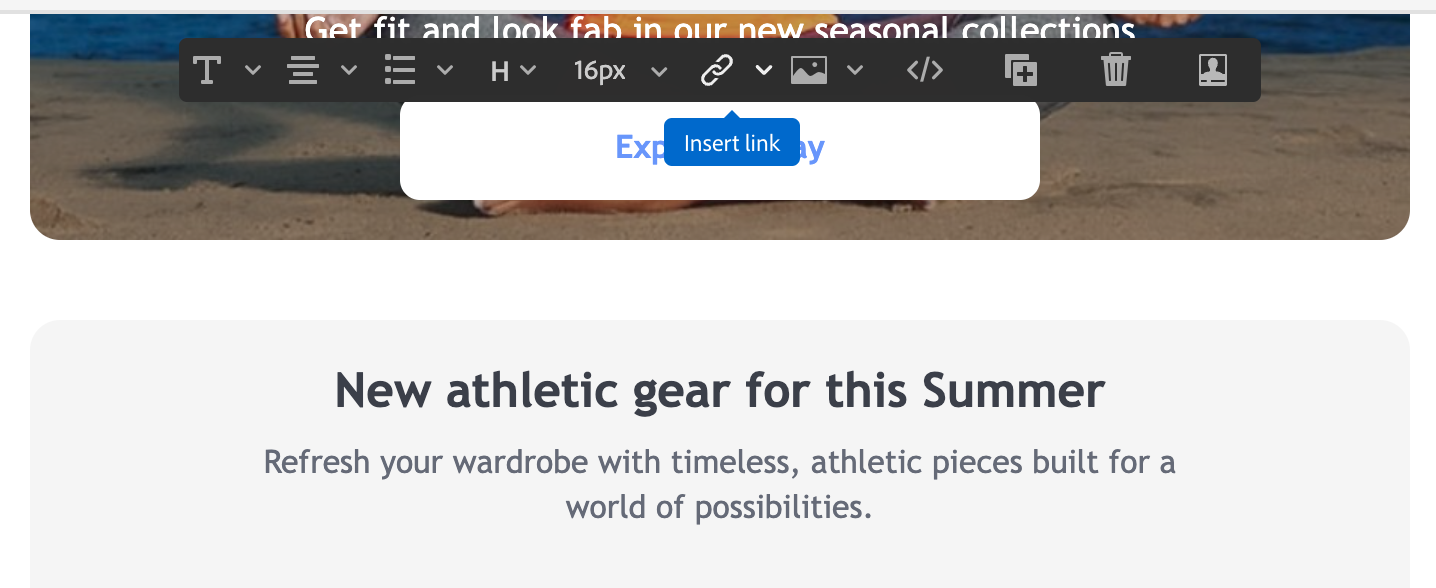 Get fit and look fab in our new seasonal collections
H
16px
Insert link
New athletic gear for this Summer
Refresh your wardrobe with timeless, athletic pieces built for a
world of possibilities.